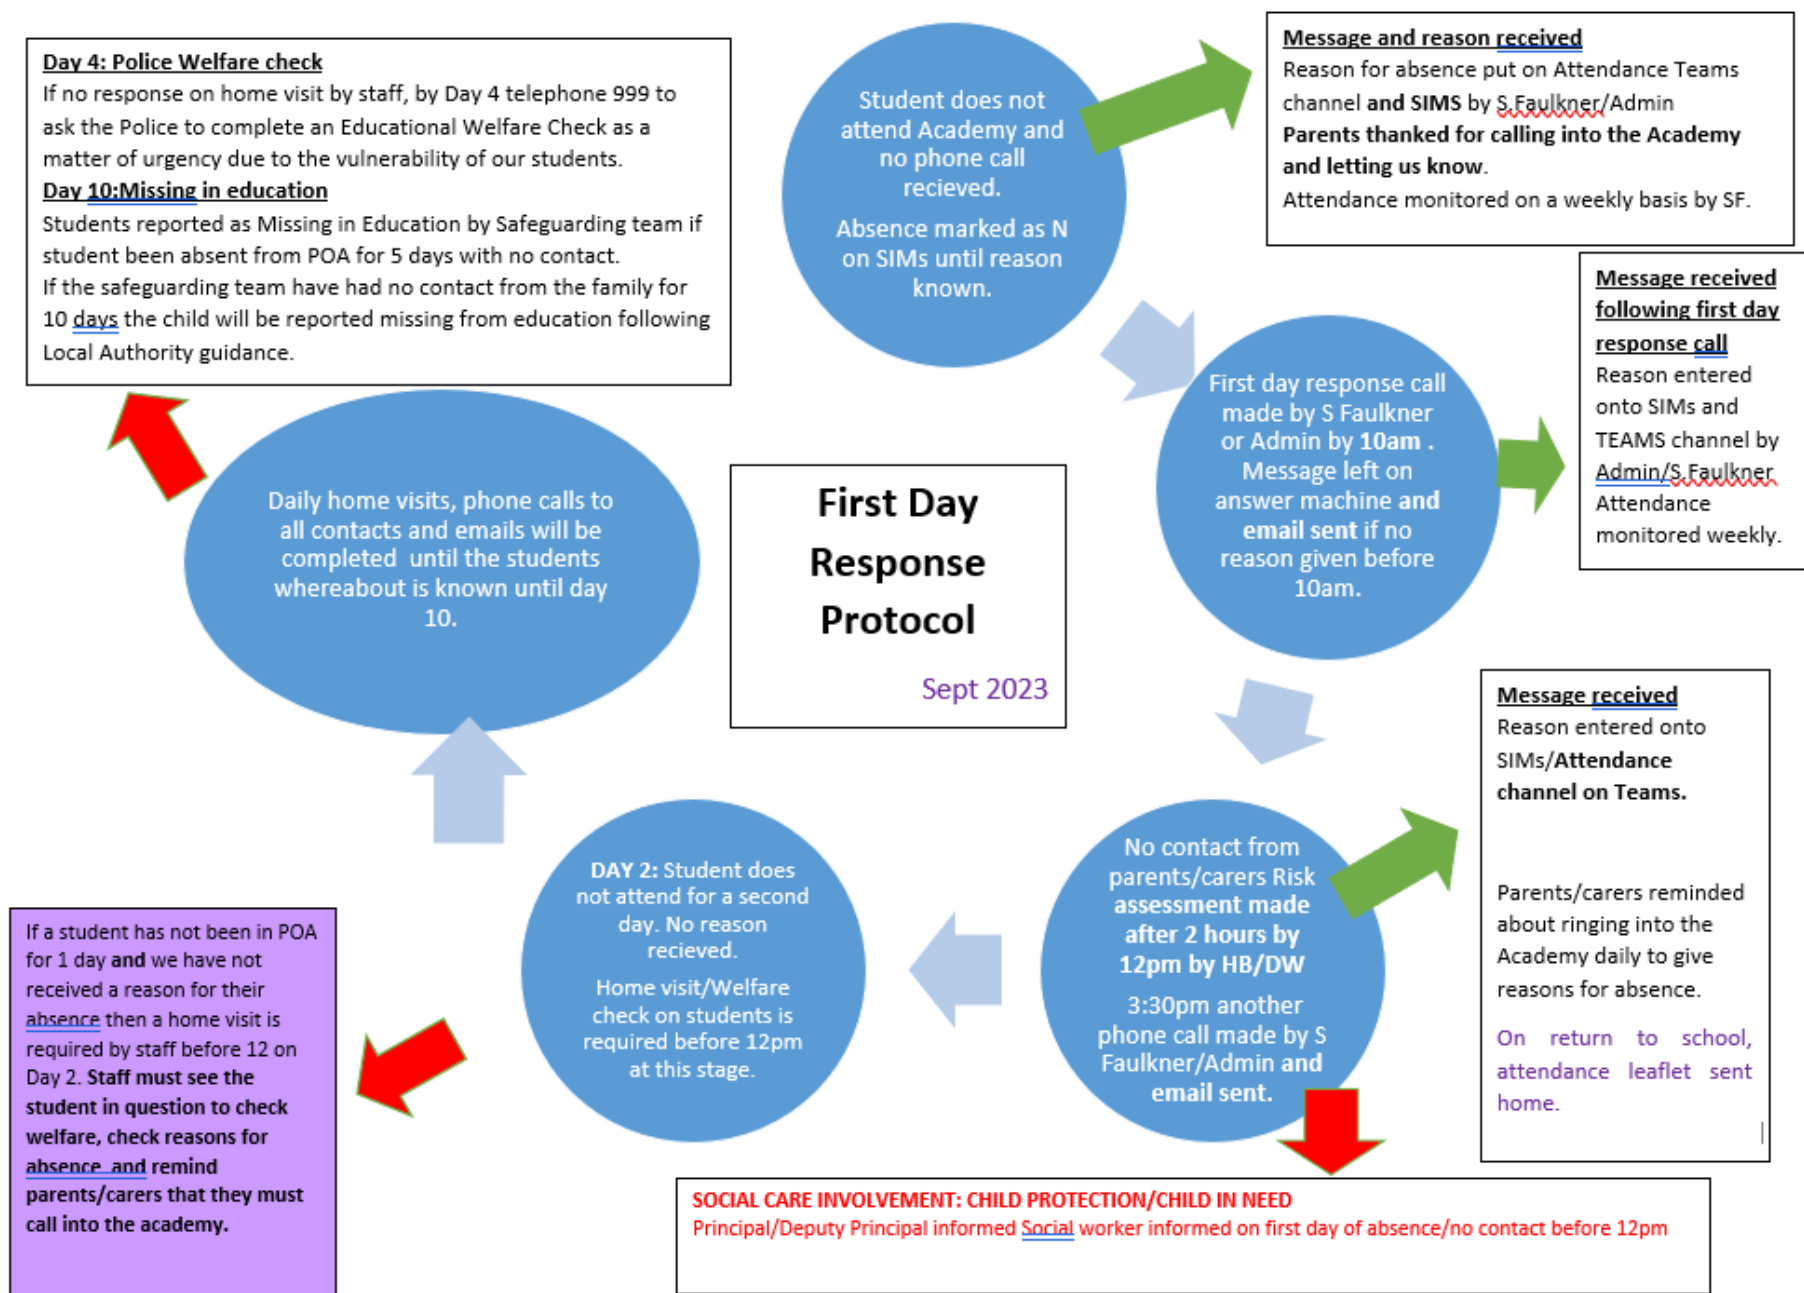 First Day
Response
Protocol
Sept 2023
Student does not
attend Academy and
no phone call
recieved.
Absence marked as N
on SIMs until reason
known.
Message and reason received
Reason for absence put on Attendance Teams
channel and SIMS by S.Faulkner/Admin
Parents thanked for calling into the Academy
and letting us know.
Attendance monitored on a weekly basis by SF.
First day response call
made by S Faulkner
or Admin by 10am .
Message left on
answer machine and
email sent if no
reason given before
10am.
Message received
following first day
response call
Reason entered
onto SIMs and
TEAMS channel by
Admin/S.Faulkner
Attendance
monitored weekly.
No contact from
parents/carers Risk
assessment made
after 2 hours by
12pm by HB/DW
3:30pm another
phone call made by S
Faulkner/Admin and
email sent.
Message received
Reason entered onto
SIMs/Attendance
channel on Teams.
Parents/carers reminded
about ringing into the
Academy daily to give
reasons for absence.
On return to school,
attendance leaflet sent
home.
SOCIAL CARE INVOLVEMENT: CHILD PROTECTION/CHILD IN NEED
Principal/Deputy Principal informed Social worker informed on first day of absence/no contact before 12pm
DAY 2: Student does
not attend for a second
day. No reason
recieved.
Home visit/Welfare
check on students is
required before 12pm
at this stage.
If a student has not been in POA
for 1 day and we have not
received a reason for their
absence then a home visit is
required by staff before 12 on
Day 2. Staff must see the
student in question to check
welfare, check reasons for
absence and remind
parents/carers that they must
call into the academy.
Daily home visits, phone calls to
all contacts and emails will be
completed until the students
whereabout is known until day
10.
Day 4: Police Welfare check
If no response on home visit by staff, by Day 4 telephone 999 to
ask the Police to complete an Educational Welfare Check as a
matter of urgency due to the vulnerability of our students.
Day 10:Missing in education
Students reported as Missing in Education by Safeguarding team if
student been absent from POA for 5 days with no contact.
If the safeguarding team have had no contact from the family for
10 days the child will be reported missing from education following
Local Authority guidance.